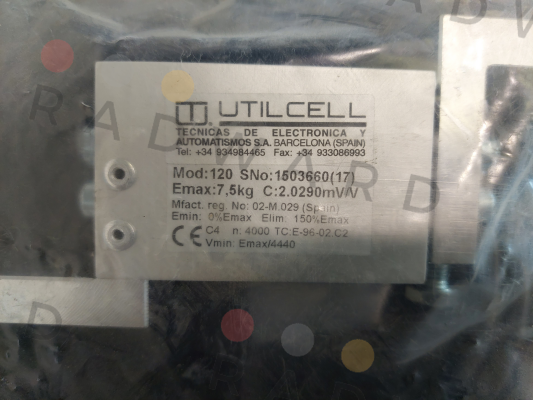 UTILCELL
TECNICAS DE ELECTRONICA Y
AUTOMATISMOS S.A. BARCELONA (SPAIN)
Tel: +34 934984465 Fax: +34 933086993
Mod:120 SNo:1503660(17)
Emax:7,5kg C:2.0290mV/V
Mfact. reg. No: 02-M.029 (Spain)
Emin: 0%Emax Elim: 150%Emax
CE C4 n: 4000 TC:E-96-02.C2
Vmin: Emax/4440
RADWARD